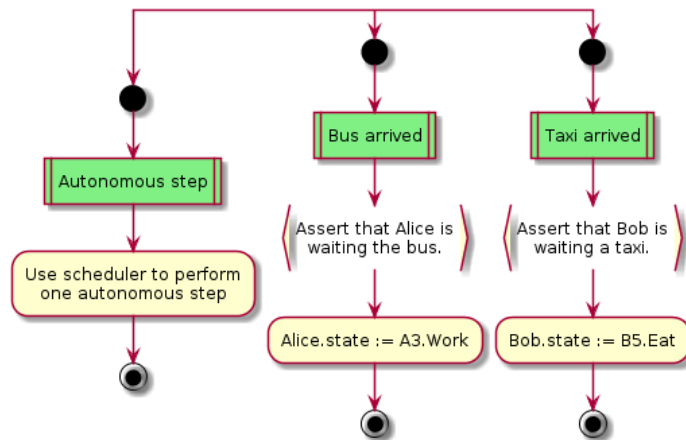 Bus arrived
Taxi arrived
Autonomous step
Assert that Alice is
waiting the bus.
Assert that Bob is
waiting a taxi.
Use scheduler to perform
one autonomous step
Alice.state := A3.Work
Bob.state := B5.Eat